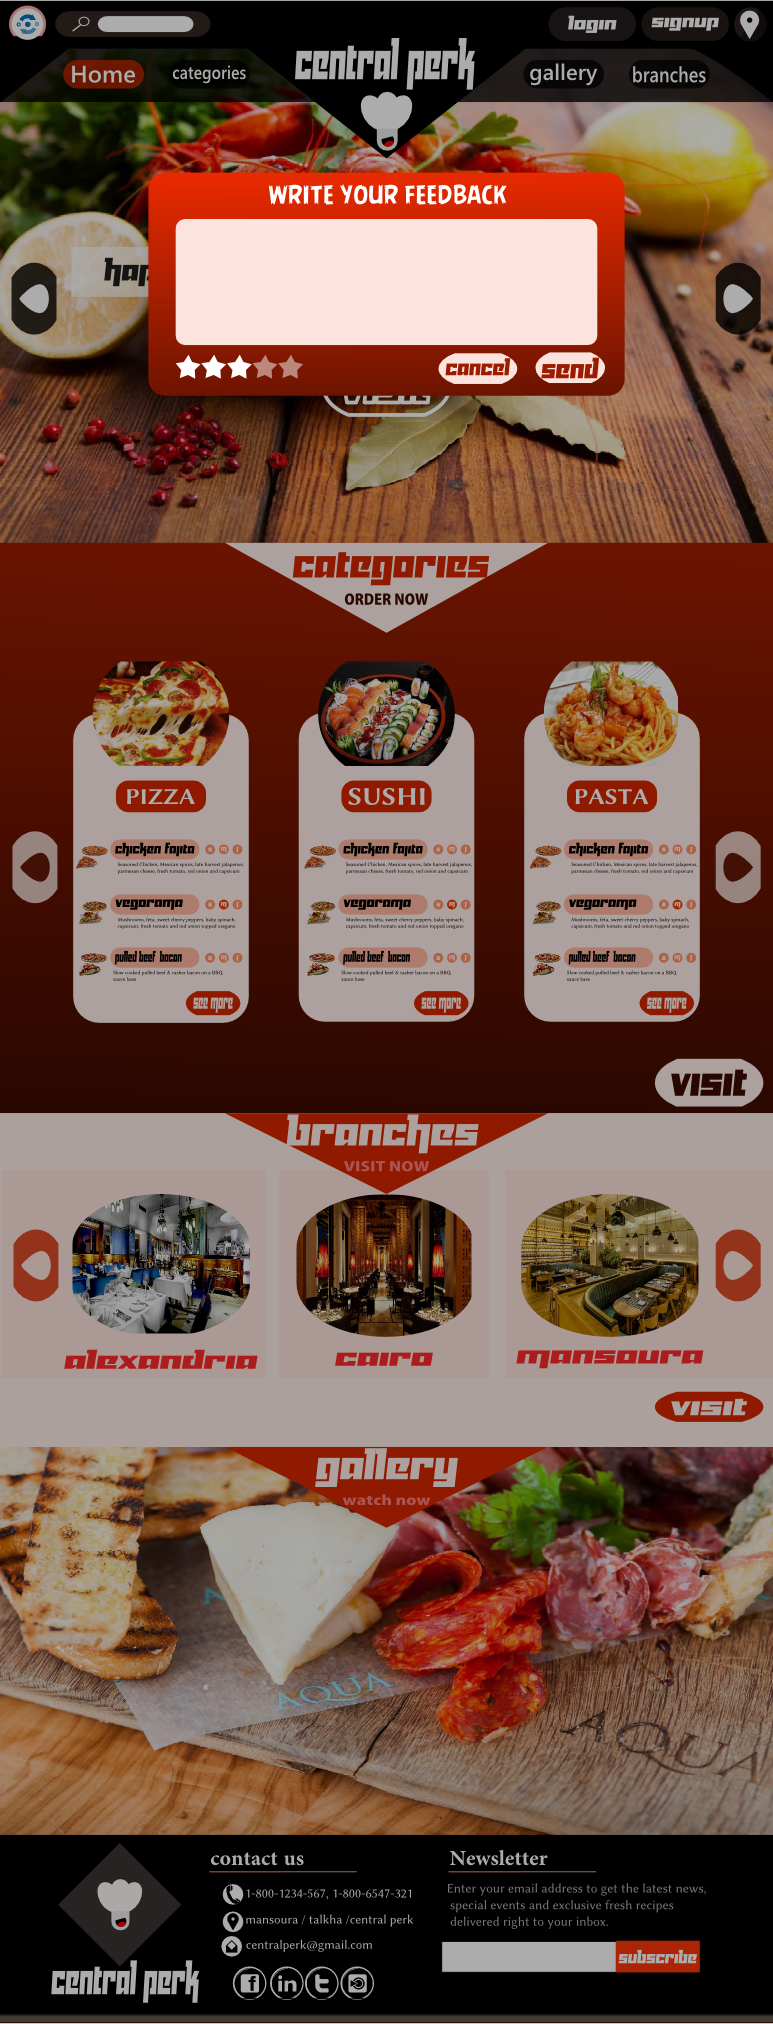 login
signup
Home
categories
central perk
gallery
branches
WRITE YOUR FEEDBACK
hap
cancel
send
categories
ORDER NOW
PIZZA
chicken fajita
Seasoned Chicken, Mexican spices, late harvest jalapenos,
parmesan cheese, fresh tomato, red onion and capsicum
vegorama
Mushrooms, feta, sweet cherry peppers, baby spinach,
capsicum, fresh tomato and red onion topped oregano
pulled beef bacon
Slow cooked pulled beef & rasher bacon on a BBQ,
sauce base
see more
SUSHI
chicken fajita
Seasoned Chicken, Mexican spices, late harvest jalapenos,
parmesan cheese, fresh tomato, red onion and capsicum
vegorama
Mushrooms, feta, sweet cherry peppers, baby spinach,
capsicum, fresh tomato and red onion topped oregano
pulled beef bacon
Slow cooked pulled beef & rasher bacon on a BBQ,
sauce base
see more
PASTA
chicken fajita
Seasoned Chicken, Mexican spices, late harvest jalapenos,
parmesan cheese, fresh tomato, red onion and capsicum
vegorama
Mushrooms, feta, sweet cherry peppers, baby spinach,
capsicum, fresh tomato and red onion topped oregano
pulled beef bacon
Slow cooked pulled beef & rasher bacon on a BBQ,
sauce base
see more
visit
branches
VISIT NOW
alexandria
cairo
mansoura
visit
gallery
watch now
AQUA
AQUA
central perk
contact us
1-800-1234-567, 1-800-6547-321
mansoura / talkha /central perk
centralperk@gmail.com
Newsletter
Enter your email address to get the latest news,
special events and exclusive fresh recipes
delivered right to your inbox.
subscribe